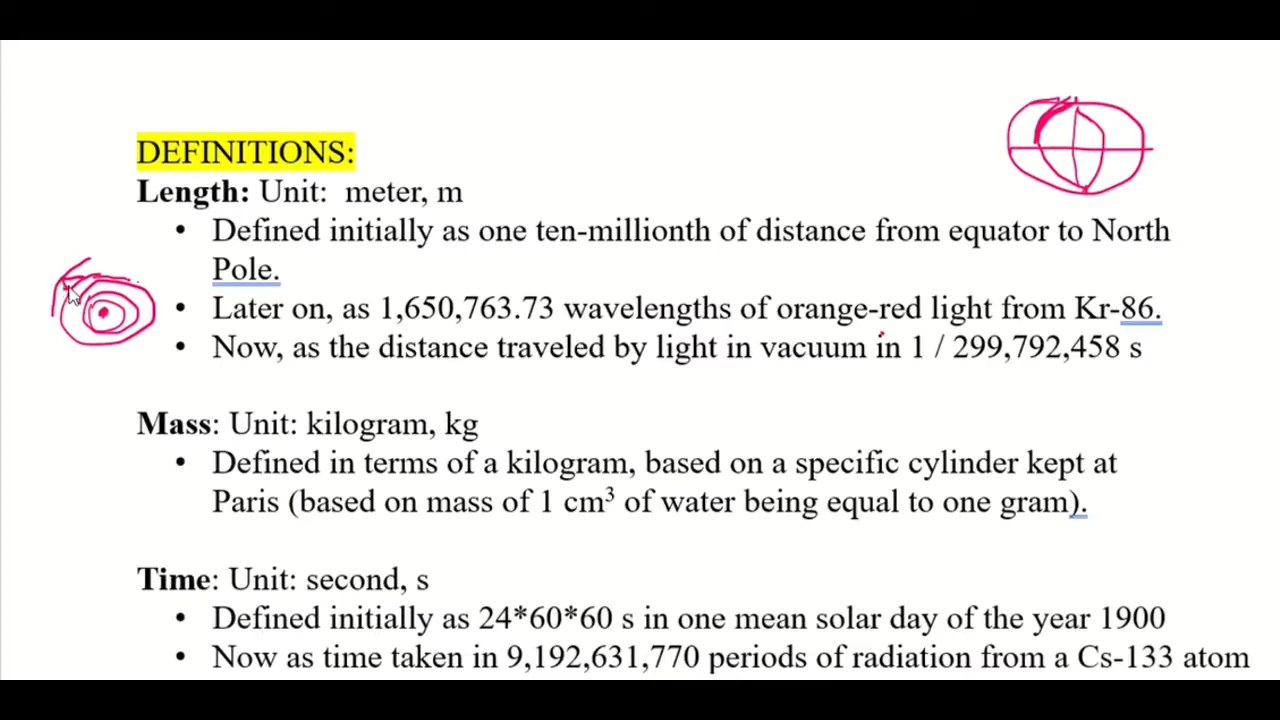 DEFINITIONS:
Length: Unit: meter, m
• Defined initially as one ten-millionth of distance from equator to North
Pole.
• Later on, as 1,650,763.73 wavelengths of orange-red light from Kr-86.
• Now, as the distance traveled by light in vacuum in 1 / 299,792,458 s
Mass: Unit: kilogram, kg
• Defined in terms of a kilogram, based on a specific cylinder kept at
Paris (based on mass of 1 cm³ of water being equal to one gram).
Time: Unit: second, s
• Defined initially as 24*60*60 s in one mean solar day of the year 1900
• Now as time taken in 9,192,631,770 periods of radiation from a Cs-133 atom